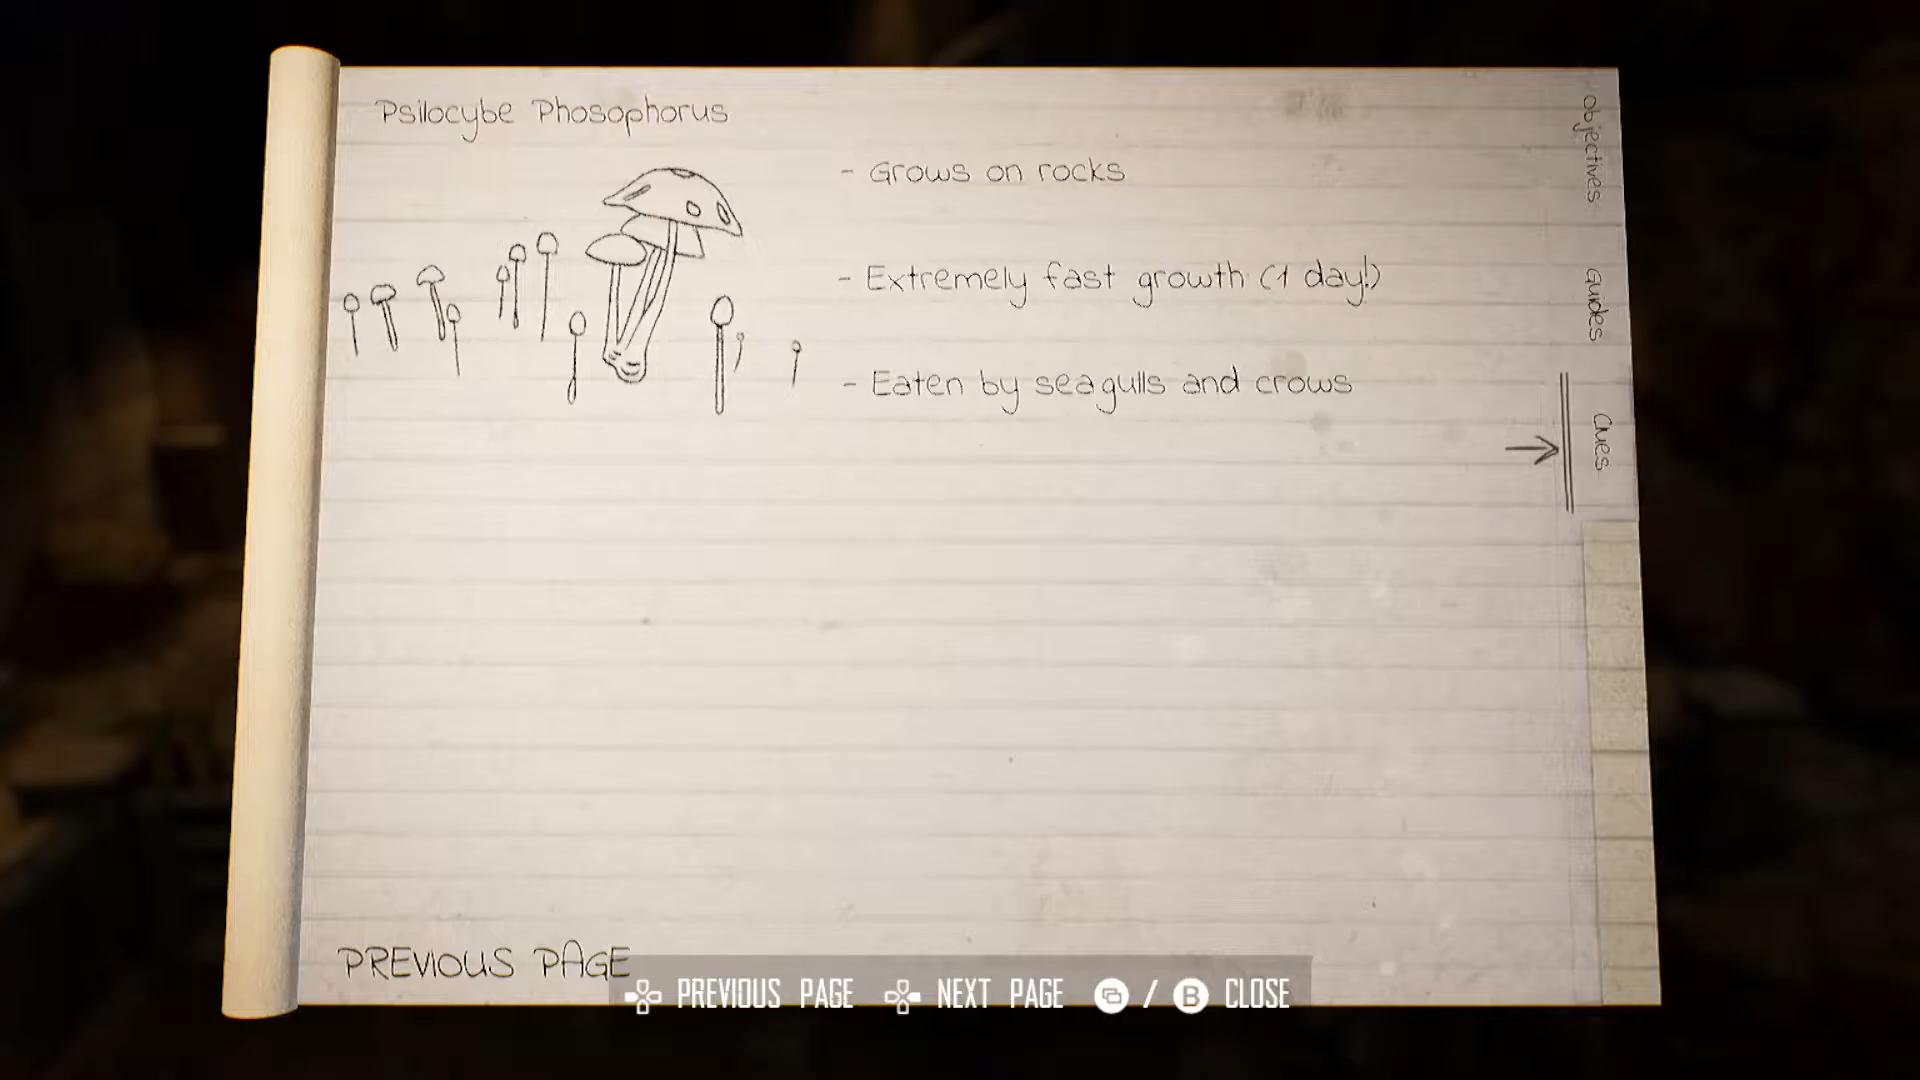 Psilocybe Phosophorus
- Grows on rocks
- Extremely fast growth (1 day!)
- Eaten by seagulls and crows
Objectives
Guides
Clues
PREVIOUS PAGE
PREVIOUS PAGE NEXT PAGE / B CLOSE